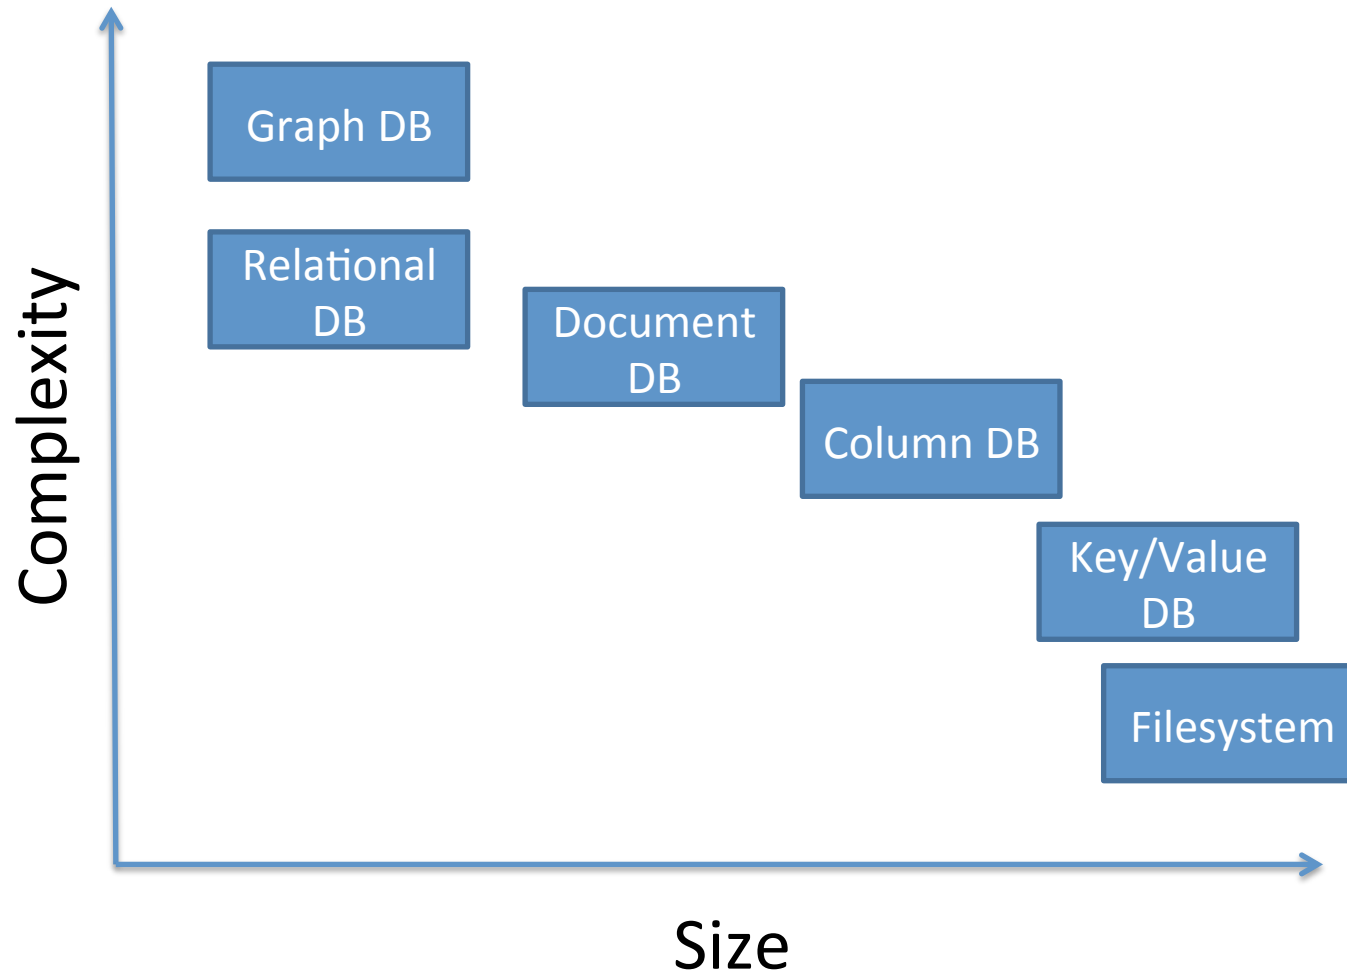 Graph DB
Relational
DB
Document
DB
Column DB
Key/Value
DB
Filesystem
Complexity
Size